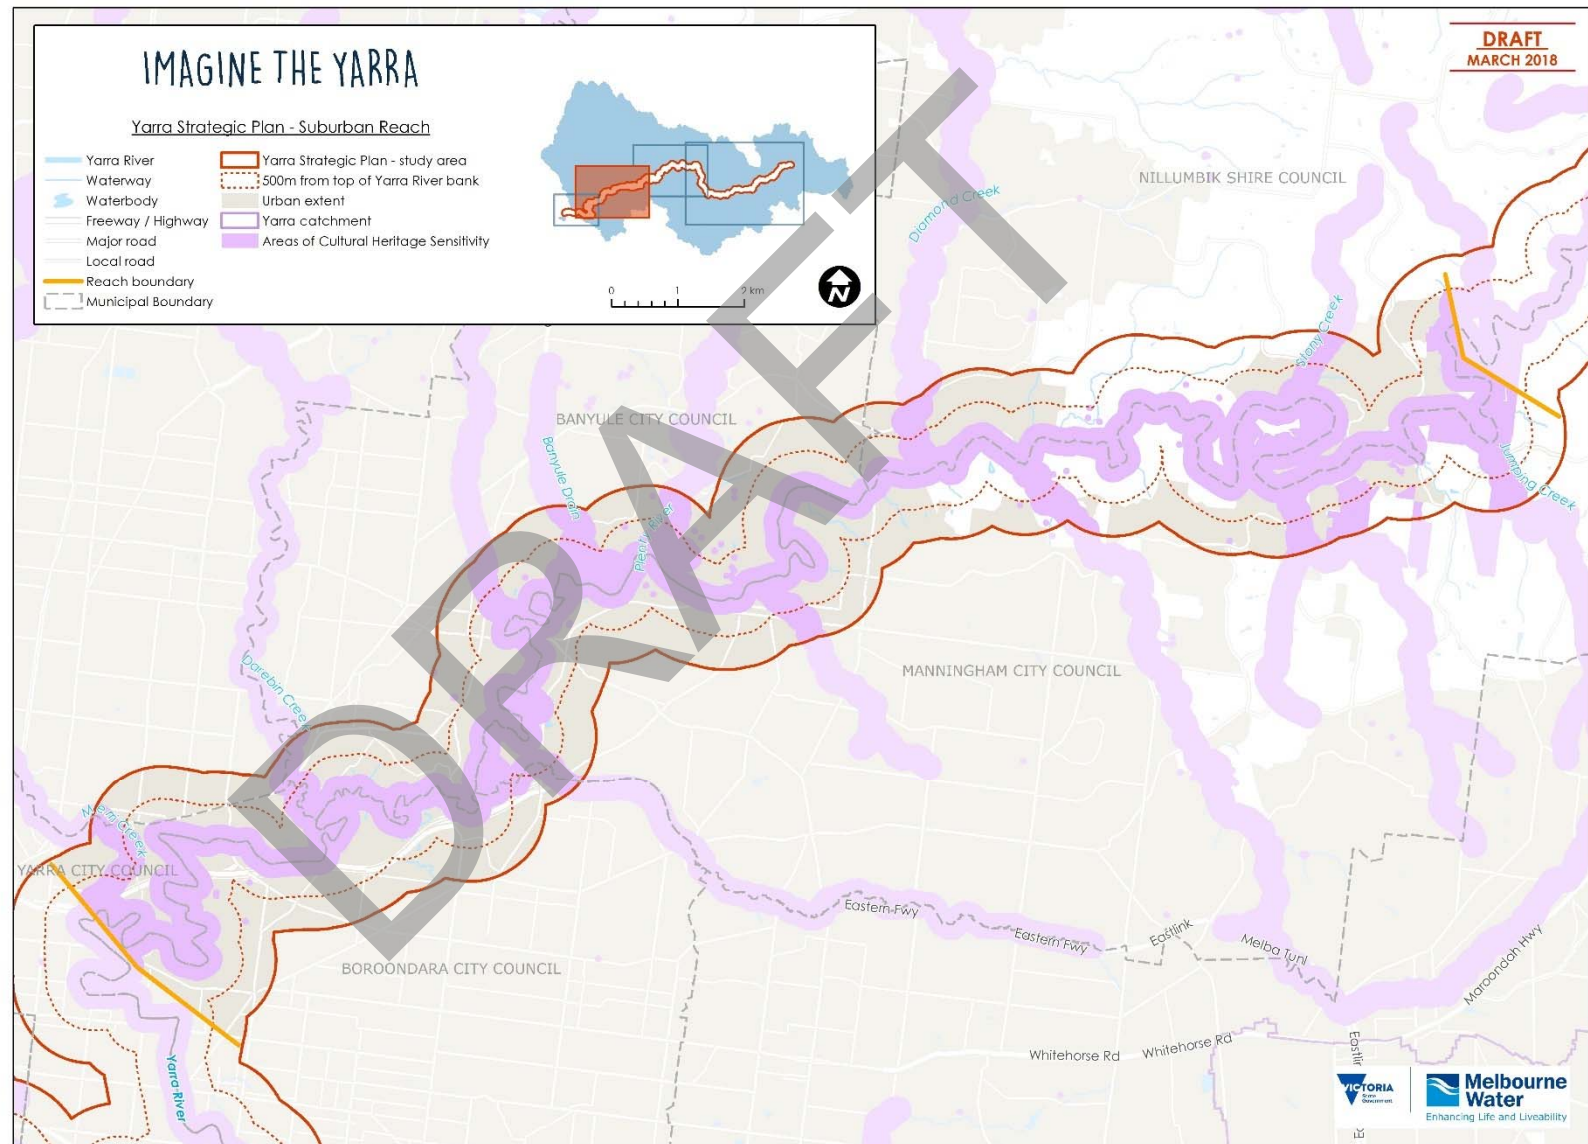 IMAGINE THE YARRA
Yarra Strategic Plan - Suburban Reach
Yarra River
Waterway
Waterbody
Freeway / Highway
Major road
Local road
Reach boundary
Municipal Boundary
Yarra Strategic Plan - study area
500m from top of Yarra River bank
Urban extent
Yarra catchment
Areas of Cultural Heritage Sensitivity
0 1 2 km
N
DRAFT
MARCH 2018
DRAFT
NILLUMBIK SHIRE COUNCIL
Diamond Creek
Stony Creek
BANYULE CITY COUNCIL
Banyule Drain
Plenty River
Jumping Creek
MANNINGHAM CITY COUNCIL
Darebin Creek
Merri Creek
YARRA CITY COUNCIL
Eastern Fwy
Eastern Fwy
Eastlink
Melba Tunl
Maroondah Hwy
BOROONDARA CITY COUNCIL
Whitehorse Rd
Whitehorse Rd
Yarra River
VICTORIA
State
Government
Melbourne
Water
Enhancing Life and Liveability